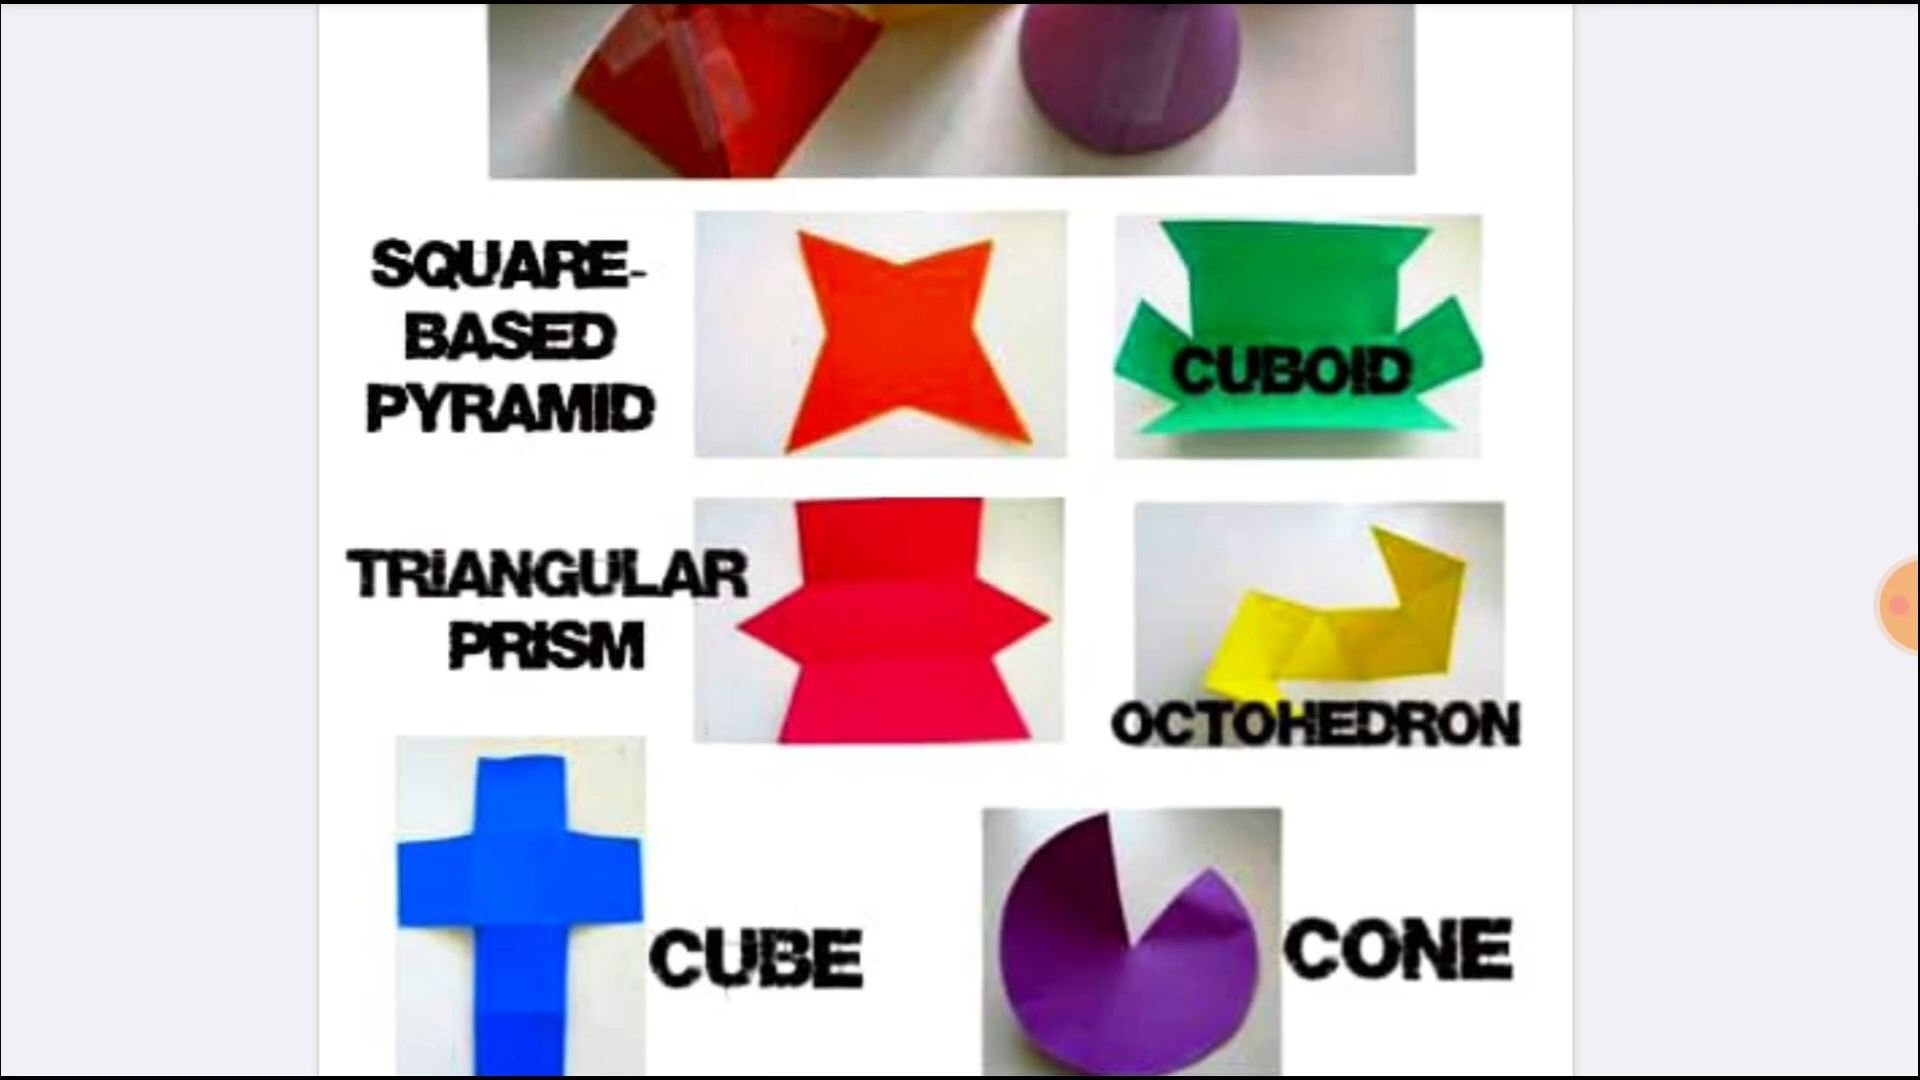 SQUARE-
BASED
PYRAMID
CUBOID
TRIANGULAR
PRISM
OCTOHEDRON
CUBE
CONE